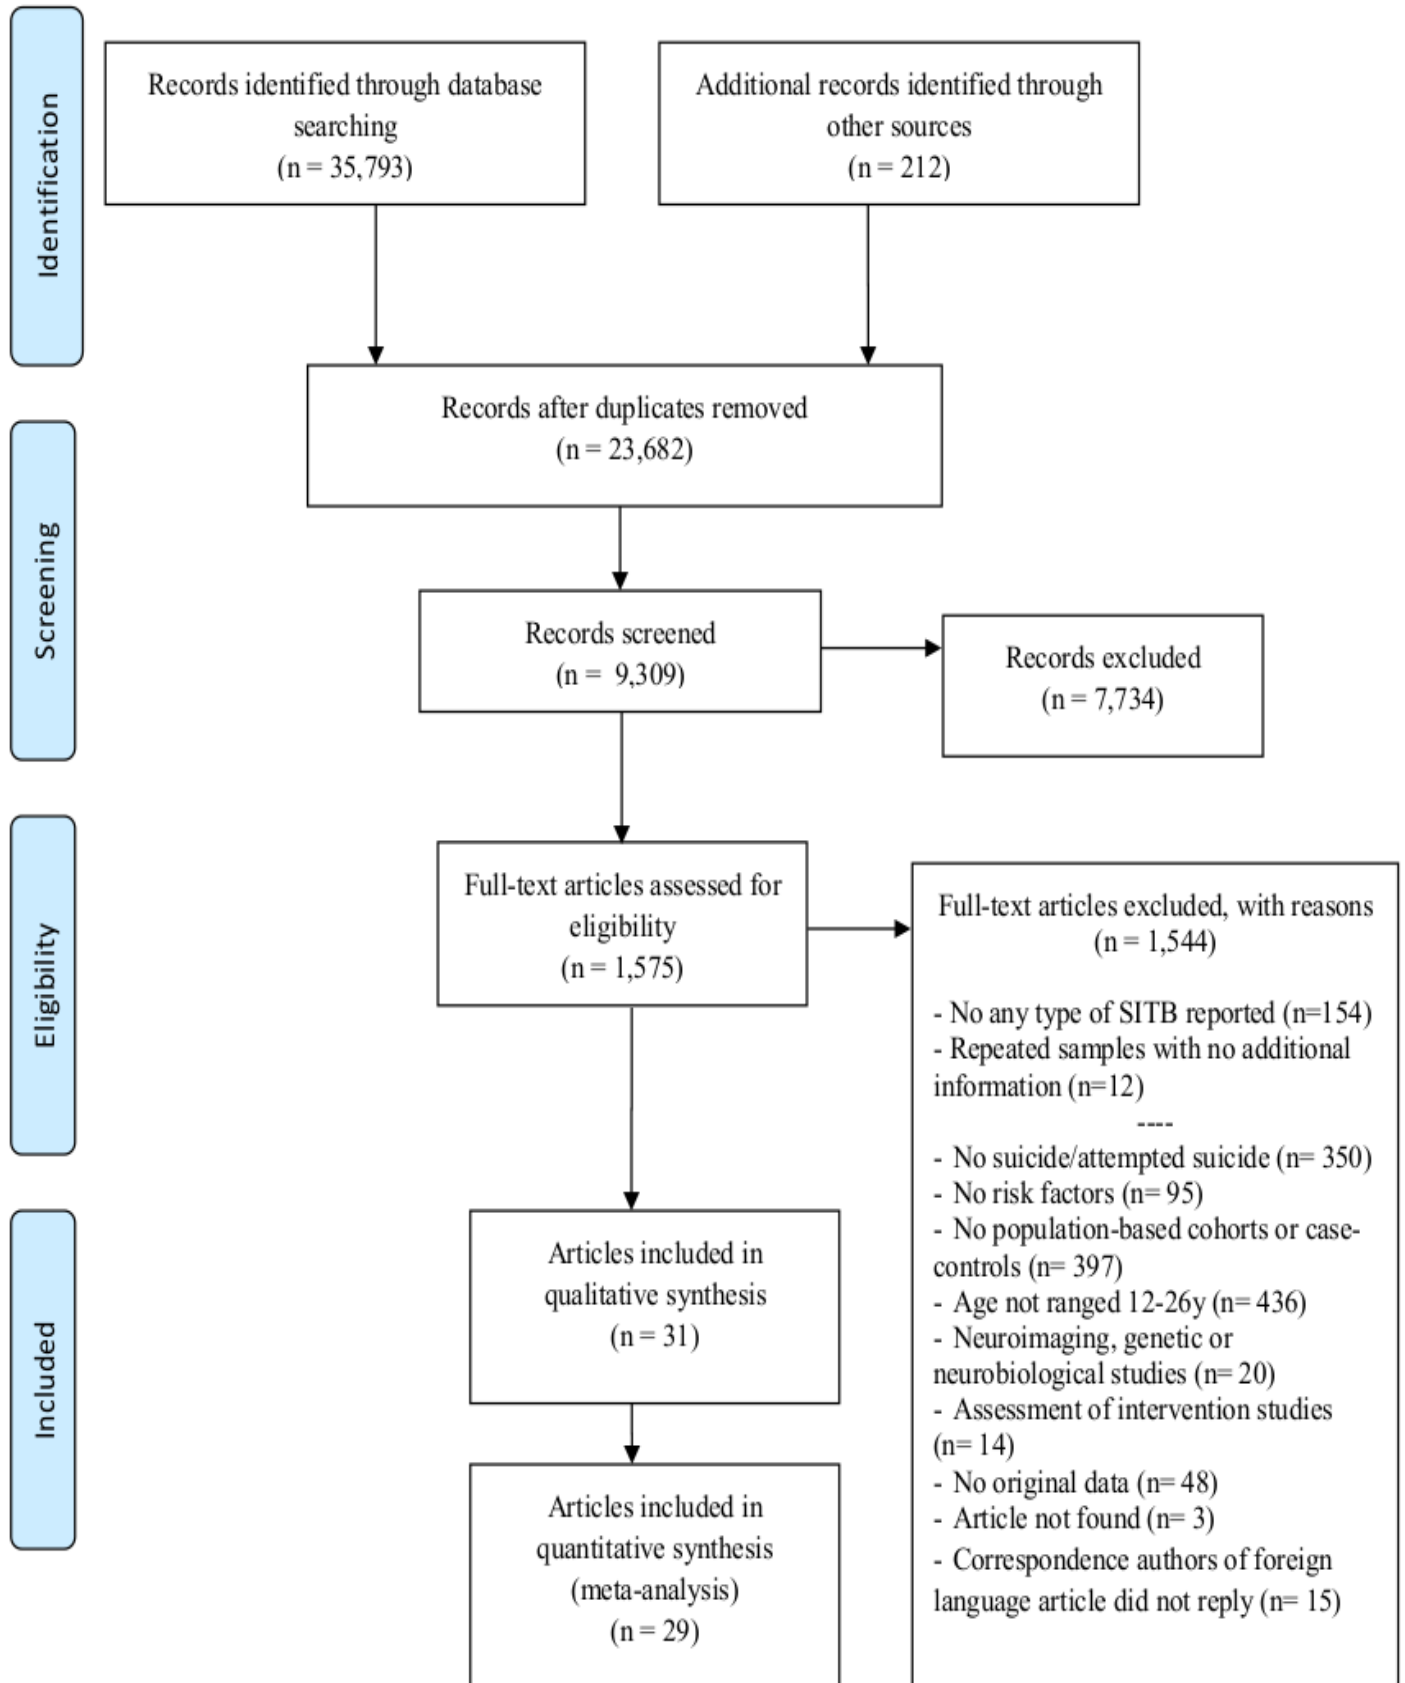 Identification
Records identified through database
searching
(n = 35,793)
Additional records identified through
other sources
(n = 212)
Records after duplicates removed
(n = 23,682)
Screening
Records screened
(n =  9,309)
Records excluded
(n = 7,734)
Eligibility
Full-text articles assessed for
eligibility
(n = 1,575)
Full-text articles excluded, with reasons
(n = 1,544)
- No any type of SITB reported (n=154)
- Repeated samples with no additional
information (n=12)
----
- No suicide/attempted suicide (n= 350)
- No risk factors (n= 95)
- No population-based cohorts or case-
controls (n= 397)
- Age not ranged 12-26y (n= 436)
- Neuroimaging, genetic or
neurobiological studies (n= 20)
- Assessment of intervention studies
(n= 14)
- No original data (n= 48)
- Article not found (n= 3)
- Correspondence authors of foreign
language article did not reply (n= 15)
Included
Articles included in
qualitative synthesis
(n = 31)
Articles included in
quantitative synthesis
(meta-analysis)
(n = 29)